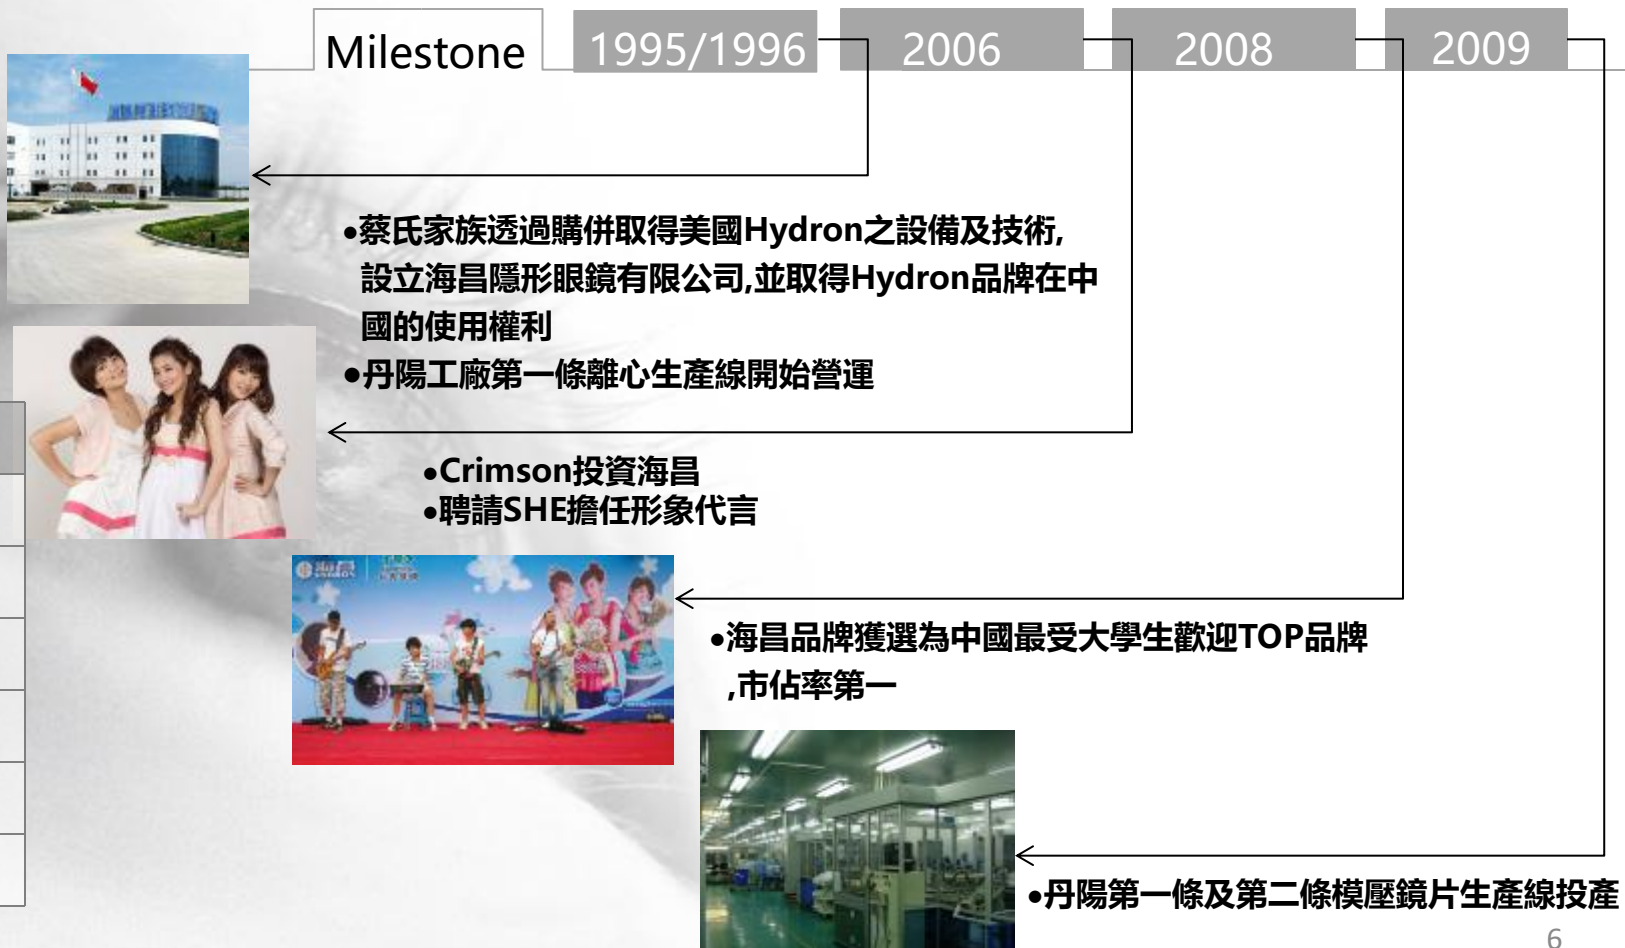 Milestone
1995/1996
2006
2008
2009
•蔡氏家族透過購併取得美國Hydron之設備及技術,
設立海昌隱形眼鏡有限公司,並取得Hydron品牌在中
國的使用權利
•丹陽工廠第一條離心生產線開始營運
•Crimson投資海昌
•聘請SHE擔任形象代言
海昌
•海昌品牌獲選為中國最受大學生歡迎TOP品牌
,市佔率第一
•丹陽第一條及第二條模壓鏡片生產線投產
6